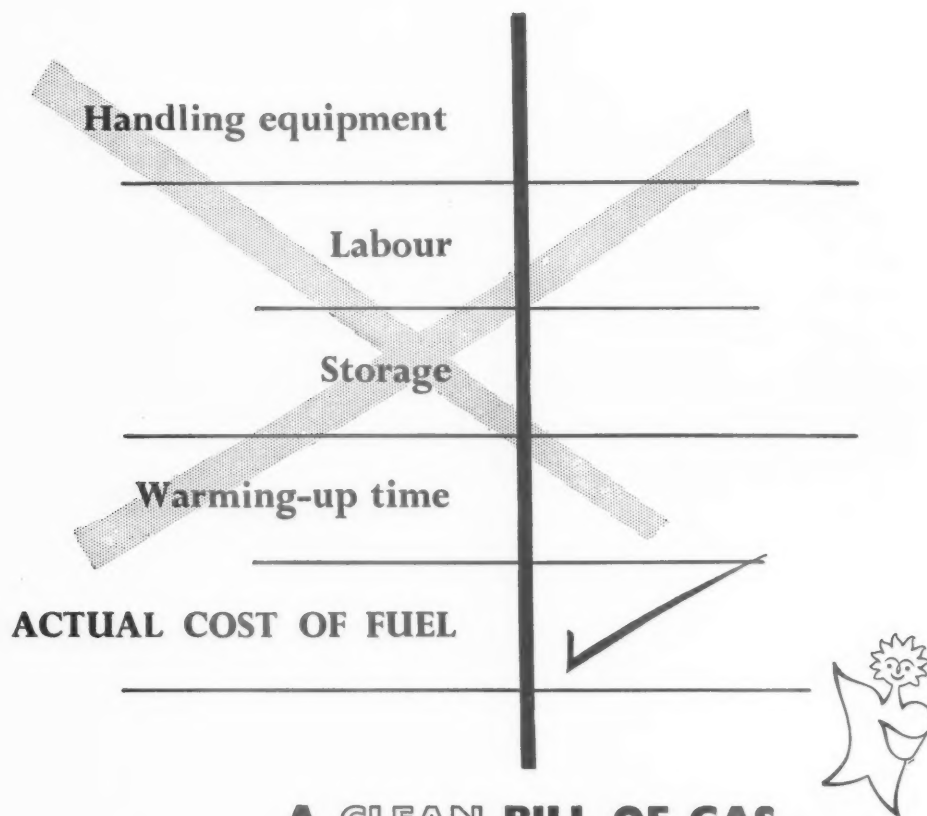 Handling equipment
Labour
Storage
Warming-up time
ACTUAL COST OF FUEL
A CLEAN BILL OF GAS